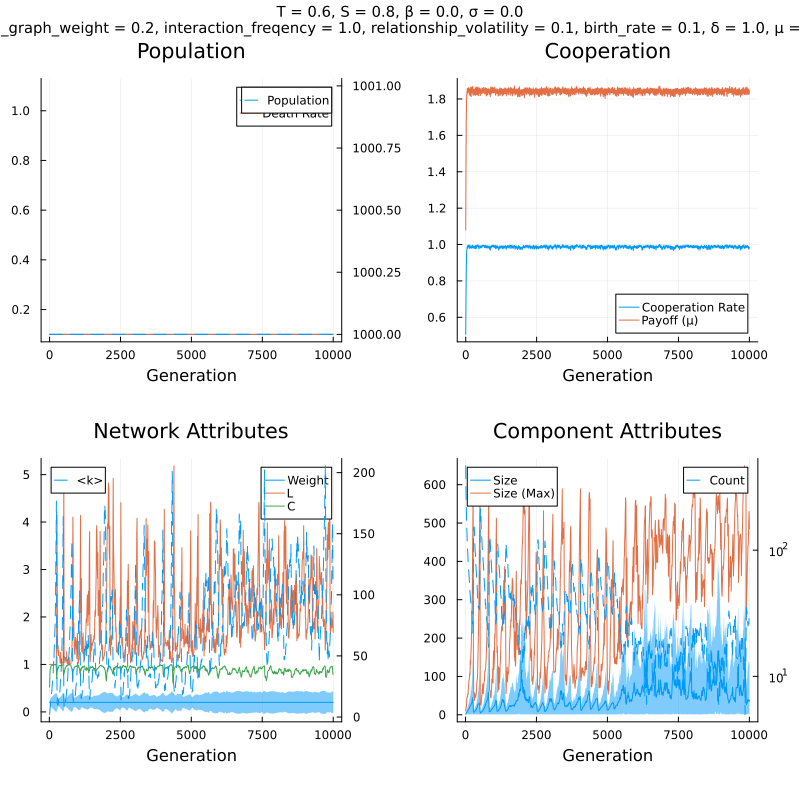 T = 0.6, S = 0.8, β = 0.0, σ = 0.0
_graph_weight = 0.2, interaction_freqency = 1.0, relationship_volatility = 0.1, birth_rate = 0.1, δ = 1.0, μ =
Population
1.0
0.8
0.6
0.4
0.2
1001.00
1000.75
1000.50
1000.25
1000.00
Population
Death Rate
0
2500
5000
7500
10000
Generation
Cooperation
1.8
1.6
1.4
1.2
1.0
0.8
0.6
Cooperation Rate
Payoff (μ)
0
2500
5000
7500
10000
Generation
Network Attributes
5
4
3
2
1
0
<k>
Weight
L
C
200
150
100
50
0
0
2500
5000
7500
10000
Generation
Component Attributes
600
500
400
300
200
100
0
Size
Size (Max)
Count
10²
10¹
0
2500
5000
7500
10000
Generation